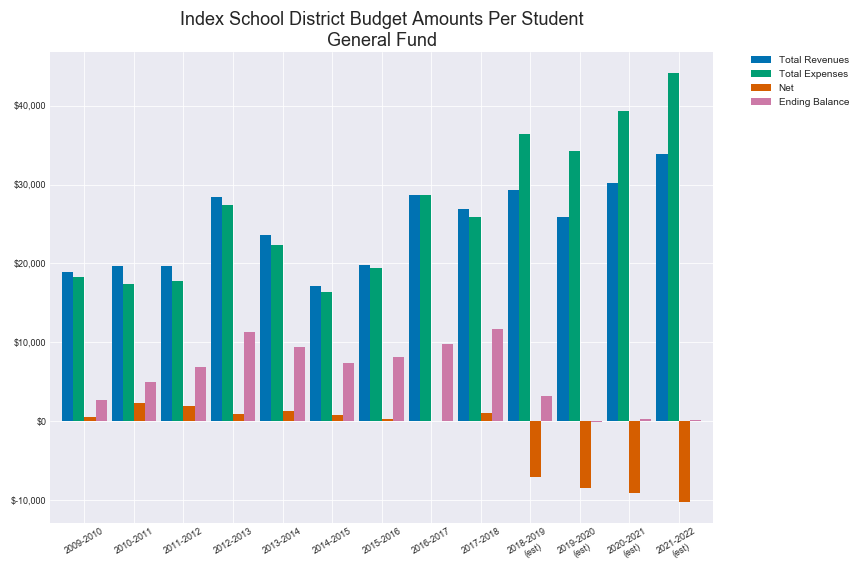 Index School District Budget Amounts Per Student
General Fund
Total Revenues
Total Expenses
Net
Ending Balance
$40,000
$30,000
$20,000
$10,000
$0
$-10,000
2009-2010
2010-2011
2011-2012
2012-2013
2013-2014
2014-2015
2015-2016
2016-2017
2017-2018
2018-2019
(est)
2019-2020
(est)
2020-2021
(est)
2021-2022
(est)